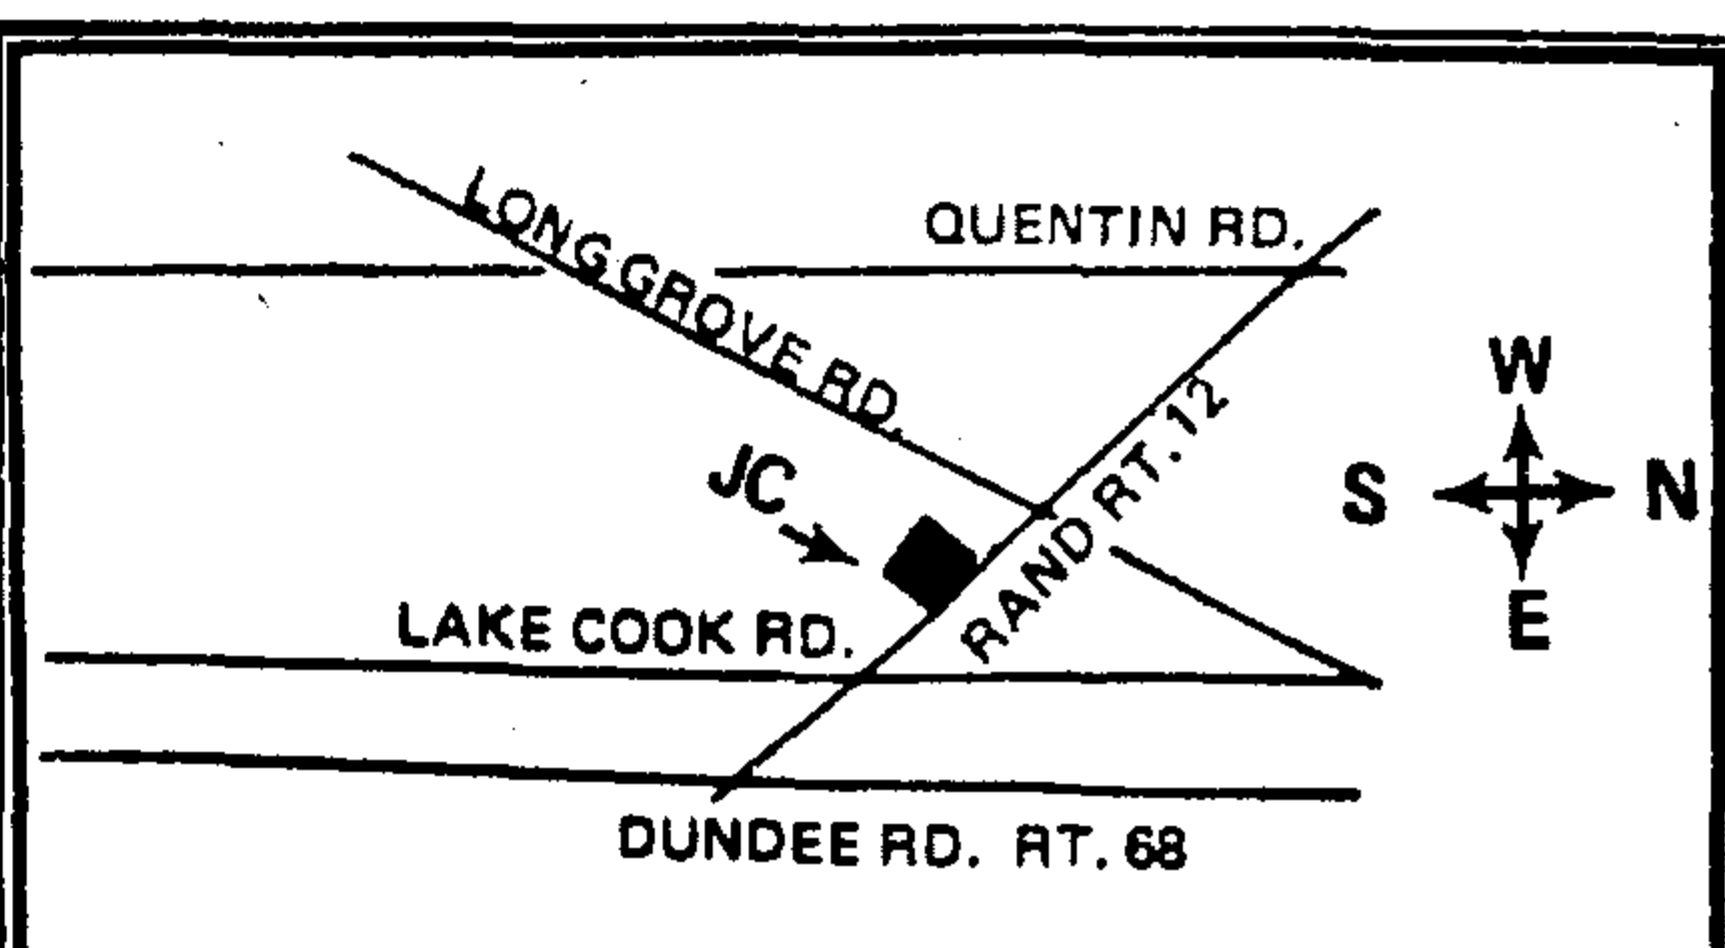 LONG GROVE RD.
QUENTIN RD.
W
RAND RT. 12
JC
S N
E
LAKE COOK RD.
DUNDEE RD. RT. 68